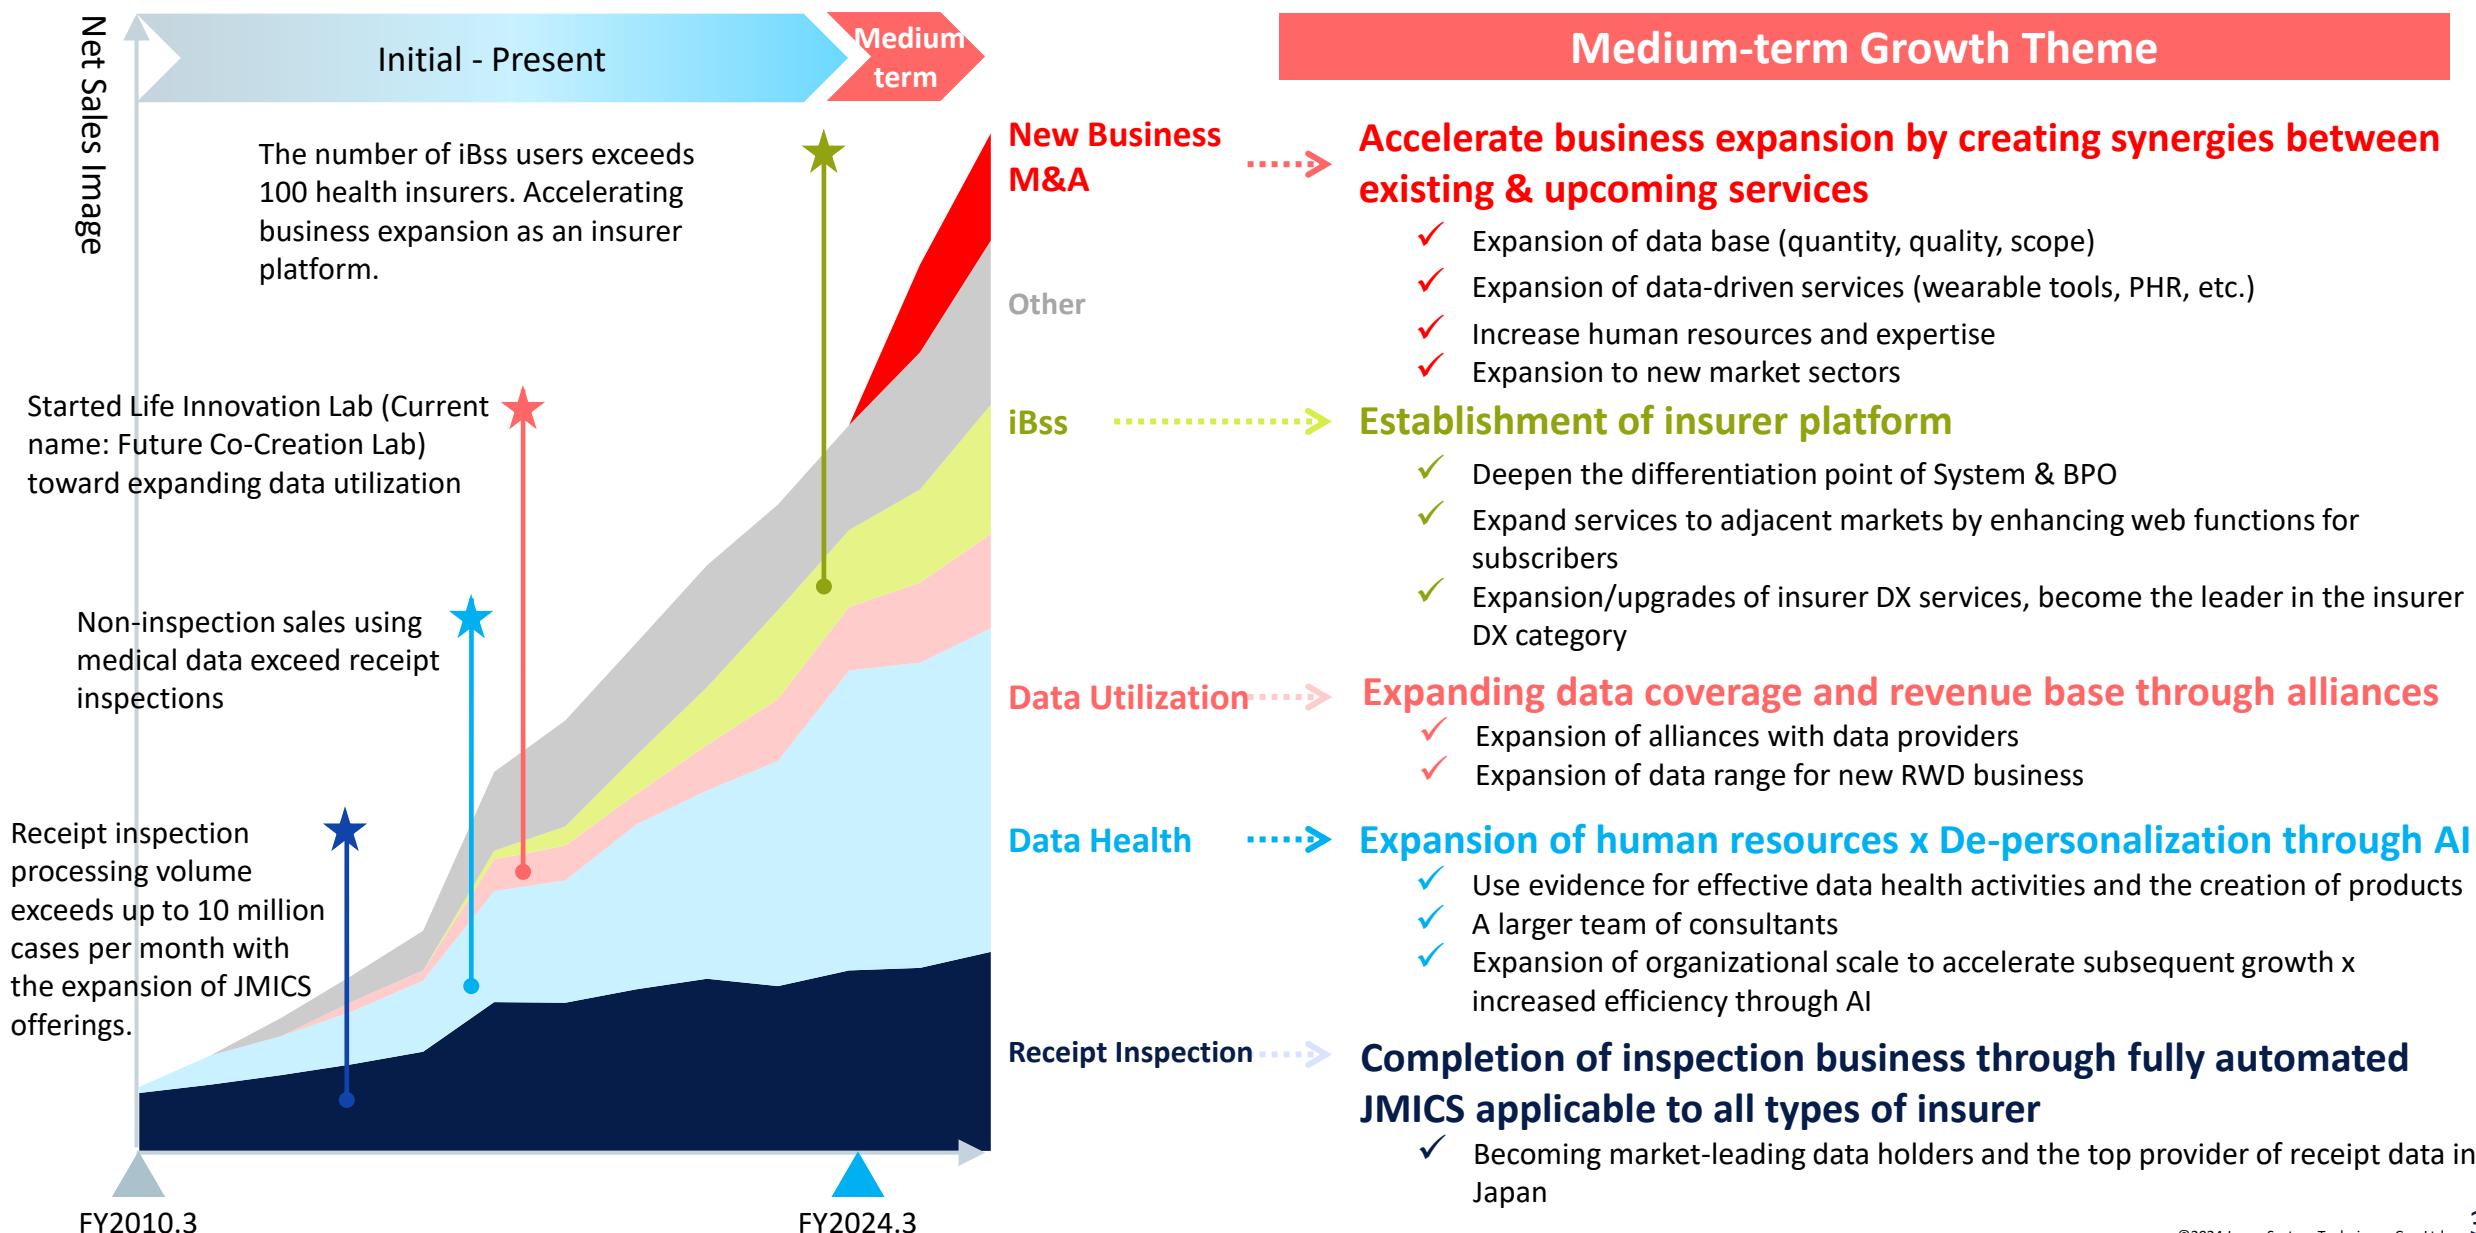 Net Sales Image
Initial - Present
Medium
term
The number of iBss users exceeds
100 health insurers. Accelerating
business expansion as an insurer
platform.
Started Life Innovation Lab (Current
name: Future Co-Creation Lab)
toward expanding data utilization
Non-inspection sales using
medical data exceed receipt
inspections
Receipt inspection
processing volume
exceeds up to 10 million
cases per month with
the expansion of JMICS
offerings.
FY2010.3
FY2024.3
Medium-term Growth Theme
New Business
M&A
Accelerate business expansion by creating synergies between
existing & upcoming services
✓ Expansion of data base (quantity, quality, scope)
✓ Expansion of data-driven services (wearable tools, PHR, etc.)
✓ Increase human resources and expertise
✓ Expansion to new market sectors
Other
iBss
Establishment of insurer platform
✓ Deepen the differentiation point of System & BPO
✓ Expand services to adjacent markets by enhancing web functions for
subscribers
✓ Expansion/upgrades of insurer DX services, become the leader in the insurer
DX category
Data Utilization
Expanding data coverage and revenue base through alliances
✓ Expansion of alliances with data providers
✓ Expansion of data range for new RWD business
Data Health
Expansion of human resources x De-personalization through AI
✓ Use evidence for effective data health activities and the creation of products
✓ A larger team of consultants
✓ Expansion of organizational scale to accelerate subsequent growth x
increased efficiency through AI
Receipt Inspection
Completion of inspection business through fully automated
JMICS applicable to all types of insurer
✓ Becoming market-leading data holders and the top provider of receipt data in
Japan